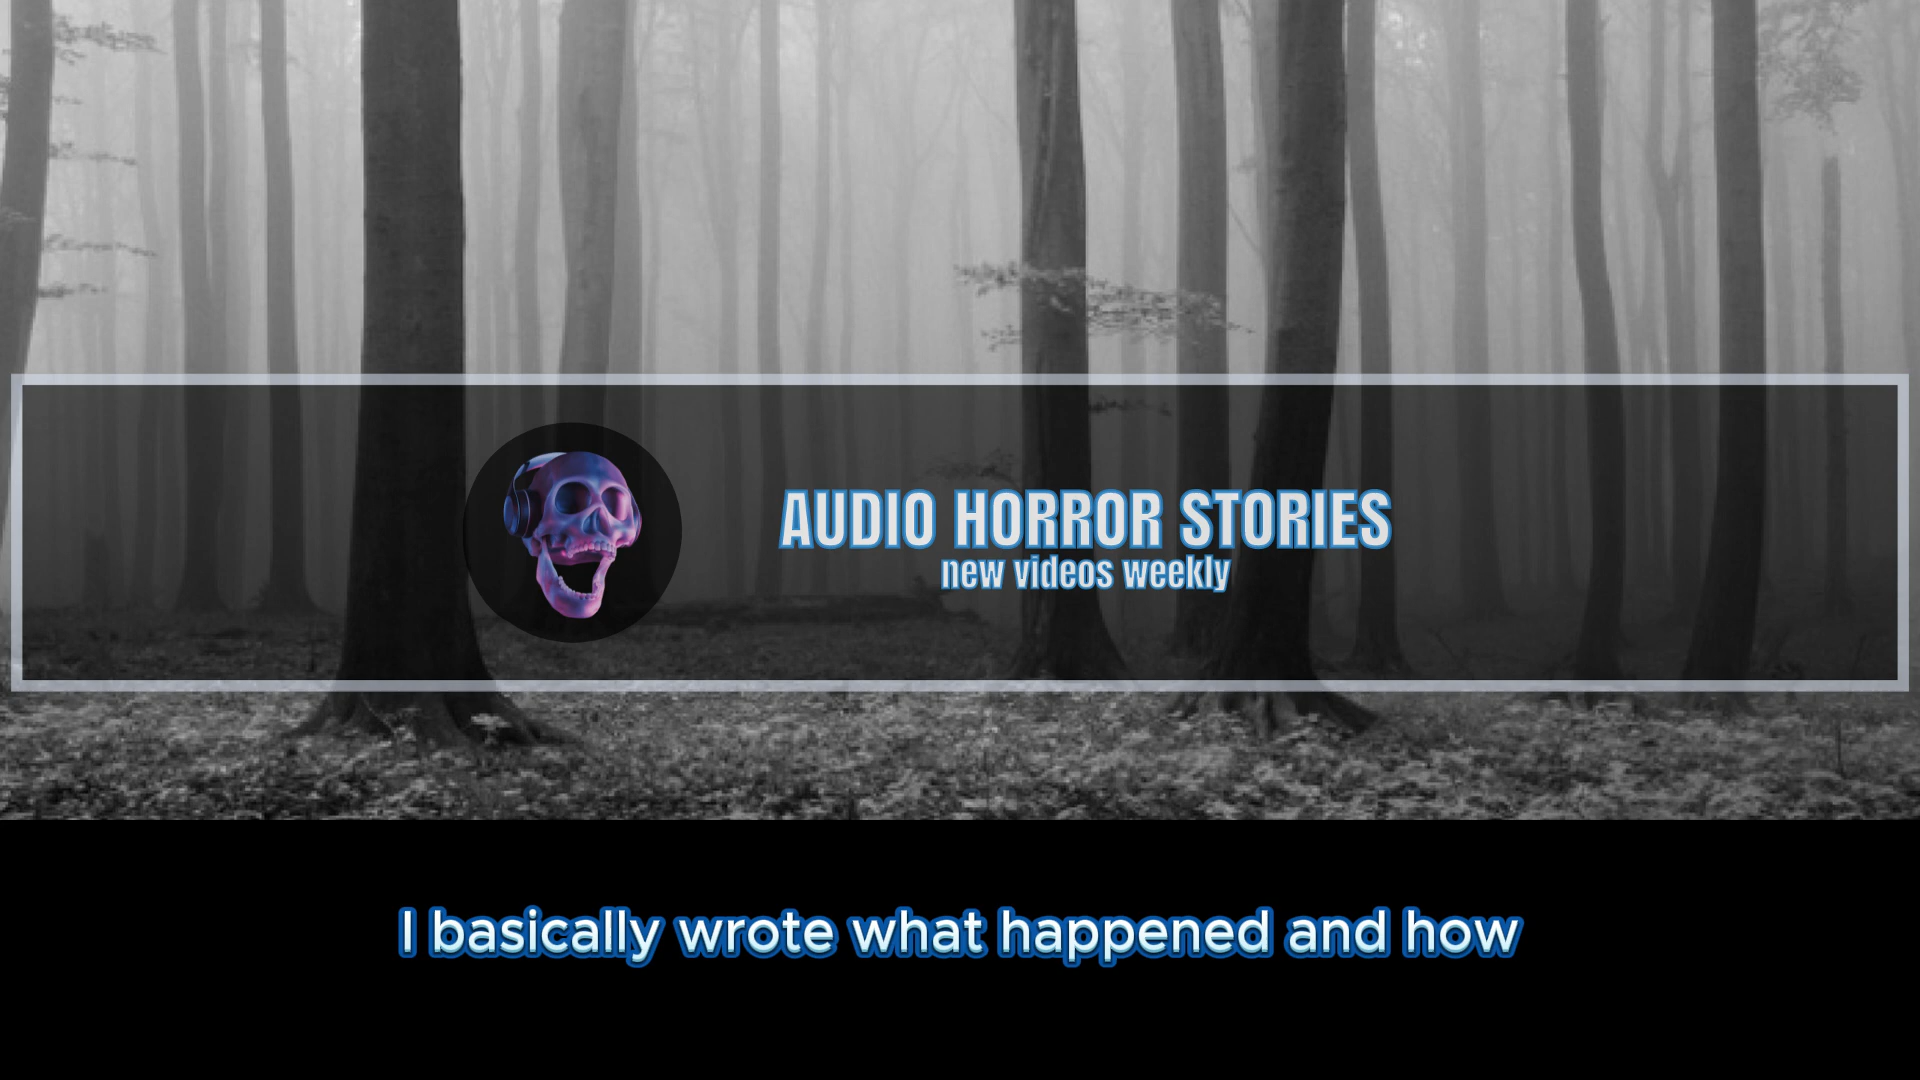 AUDIO HORROR STORIES
new videos weekly
I basically wrote what happened and how